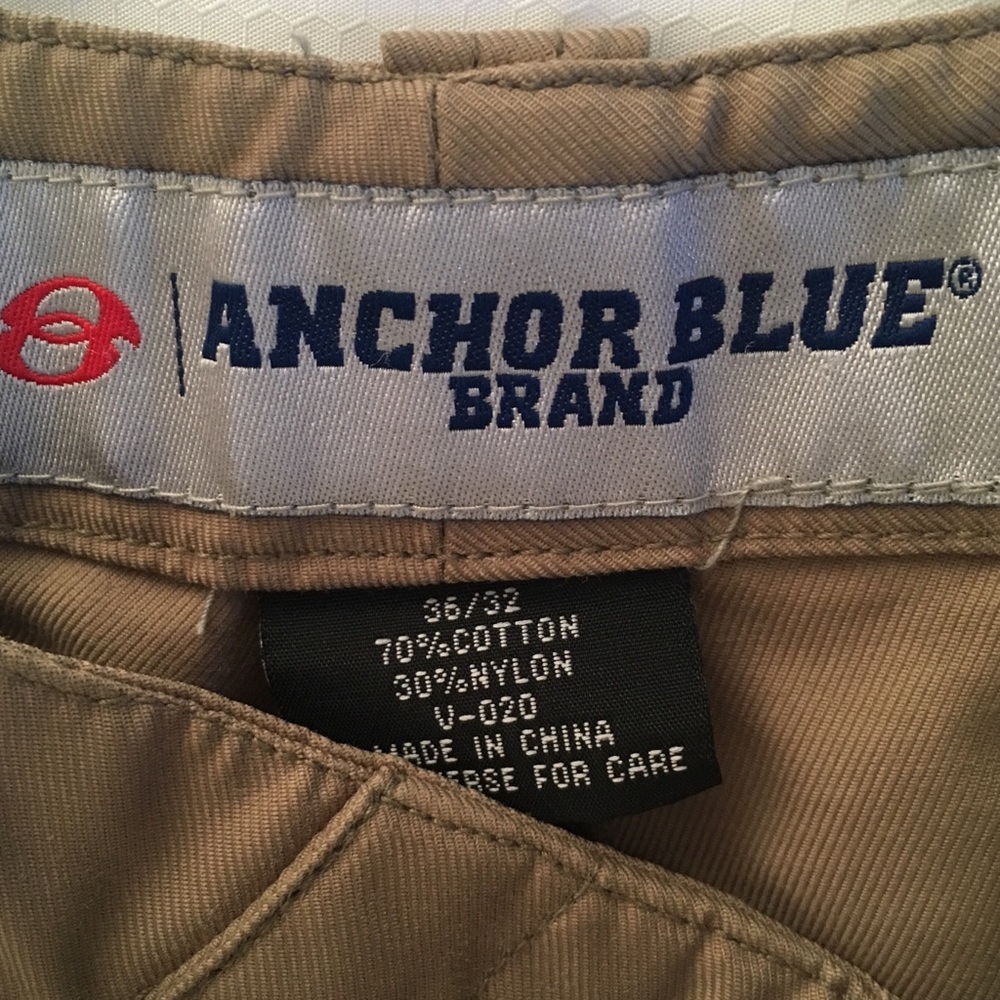 ANCHOR BLUE®
BRAND
36/32
70%COTTON
30%NYLON
V-020
MADE IN CHINA
FOR CARE